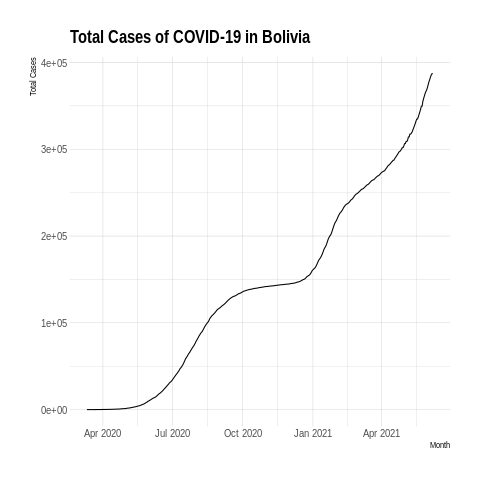 Total Cases of COVID-19 in Bolivia
Total Cases
4e+05
3e+05
2e+05
1e+05
0e+00
Apr 2020 Jul 2020 Oct 2020 Jan 2021 Apr 2021
Month